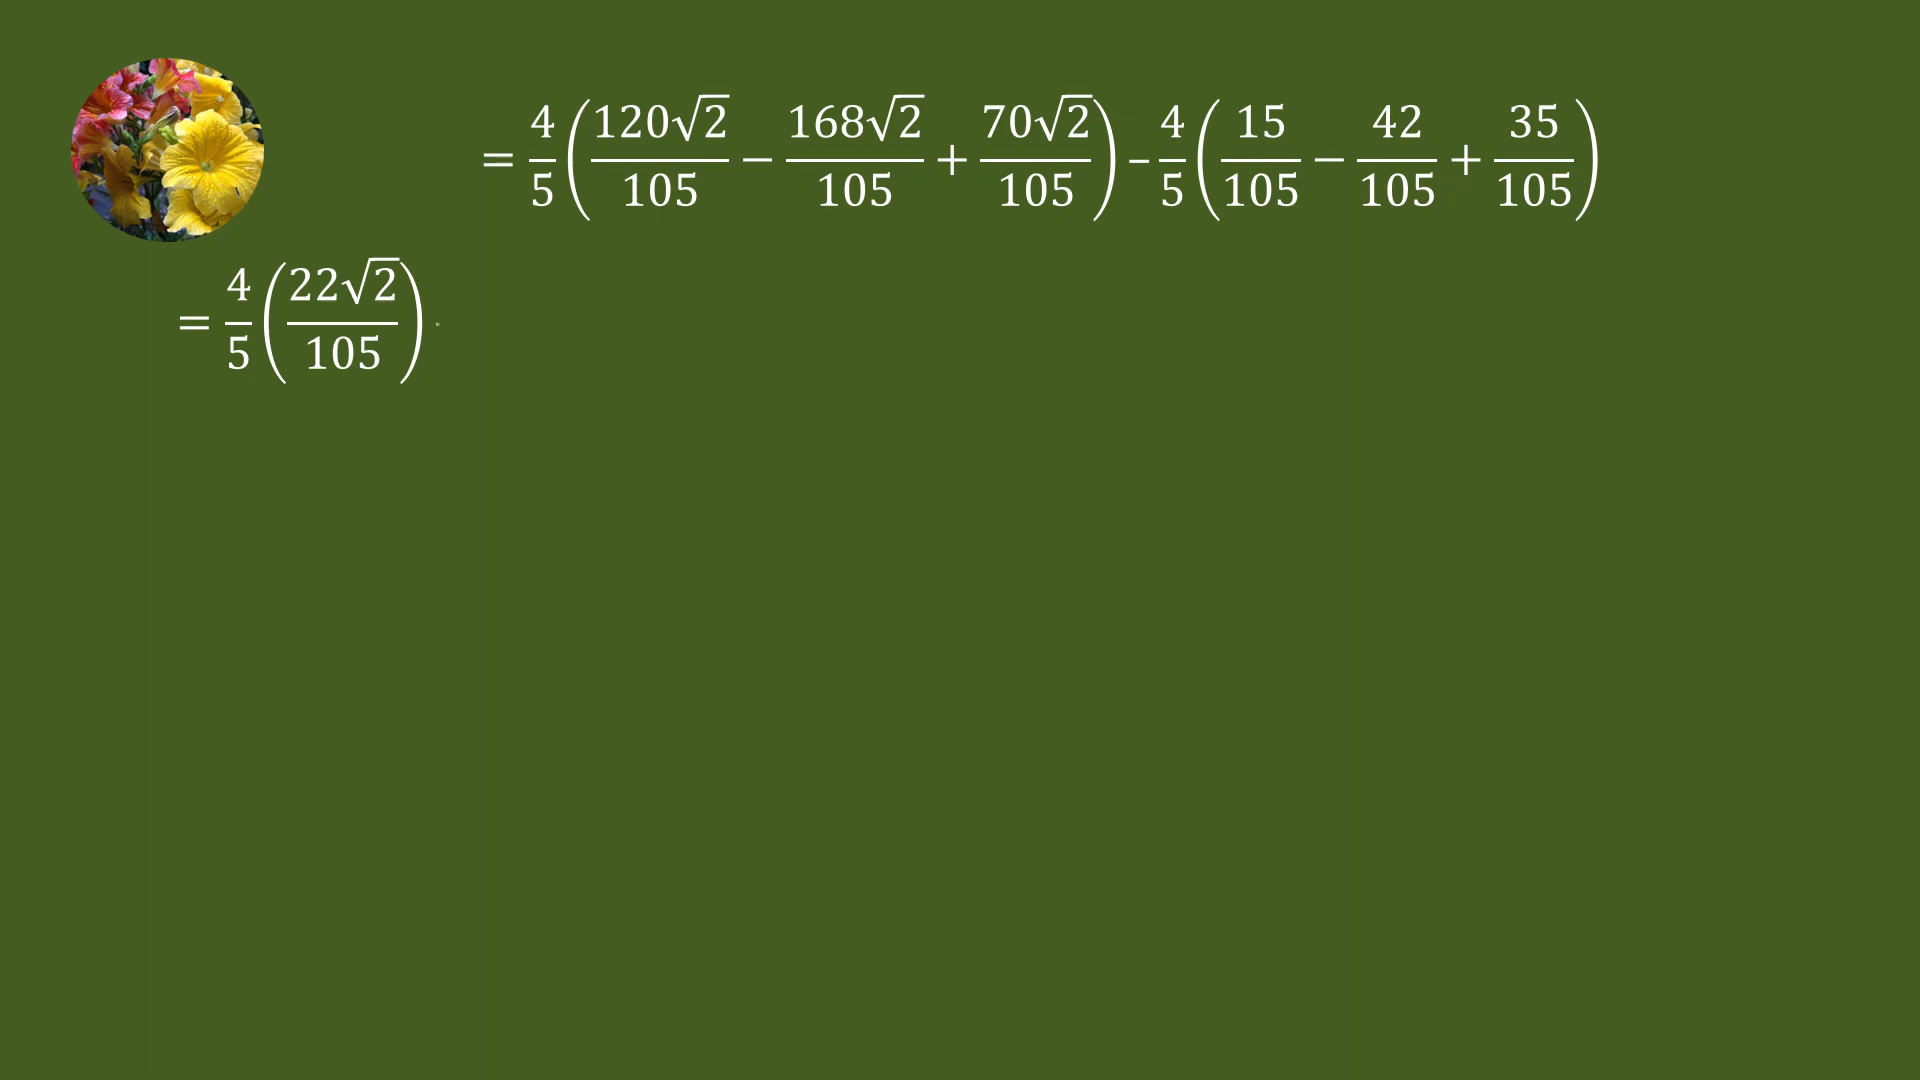 = 4/5 (120√2/105 − 168√2/105 + 70√2/105) – 4/5 (15/105 − 42/105 + 35/105)
= 4/5 (22√2/105)